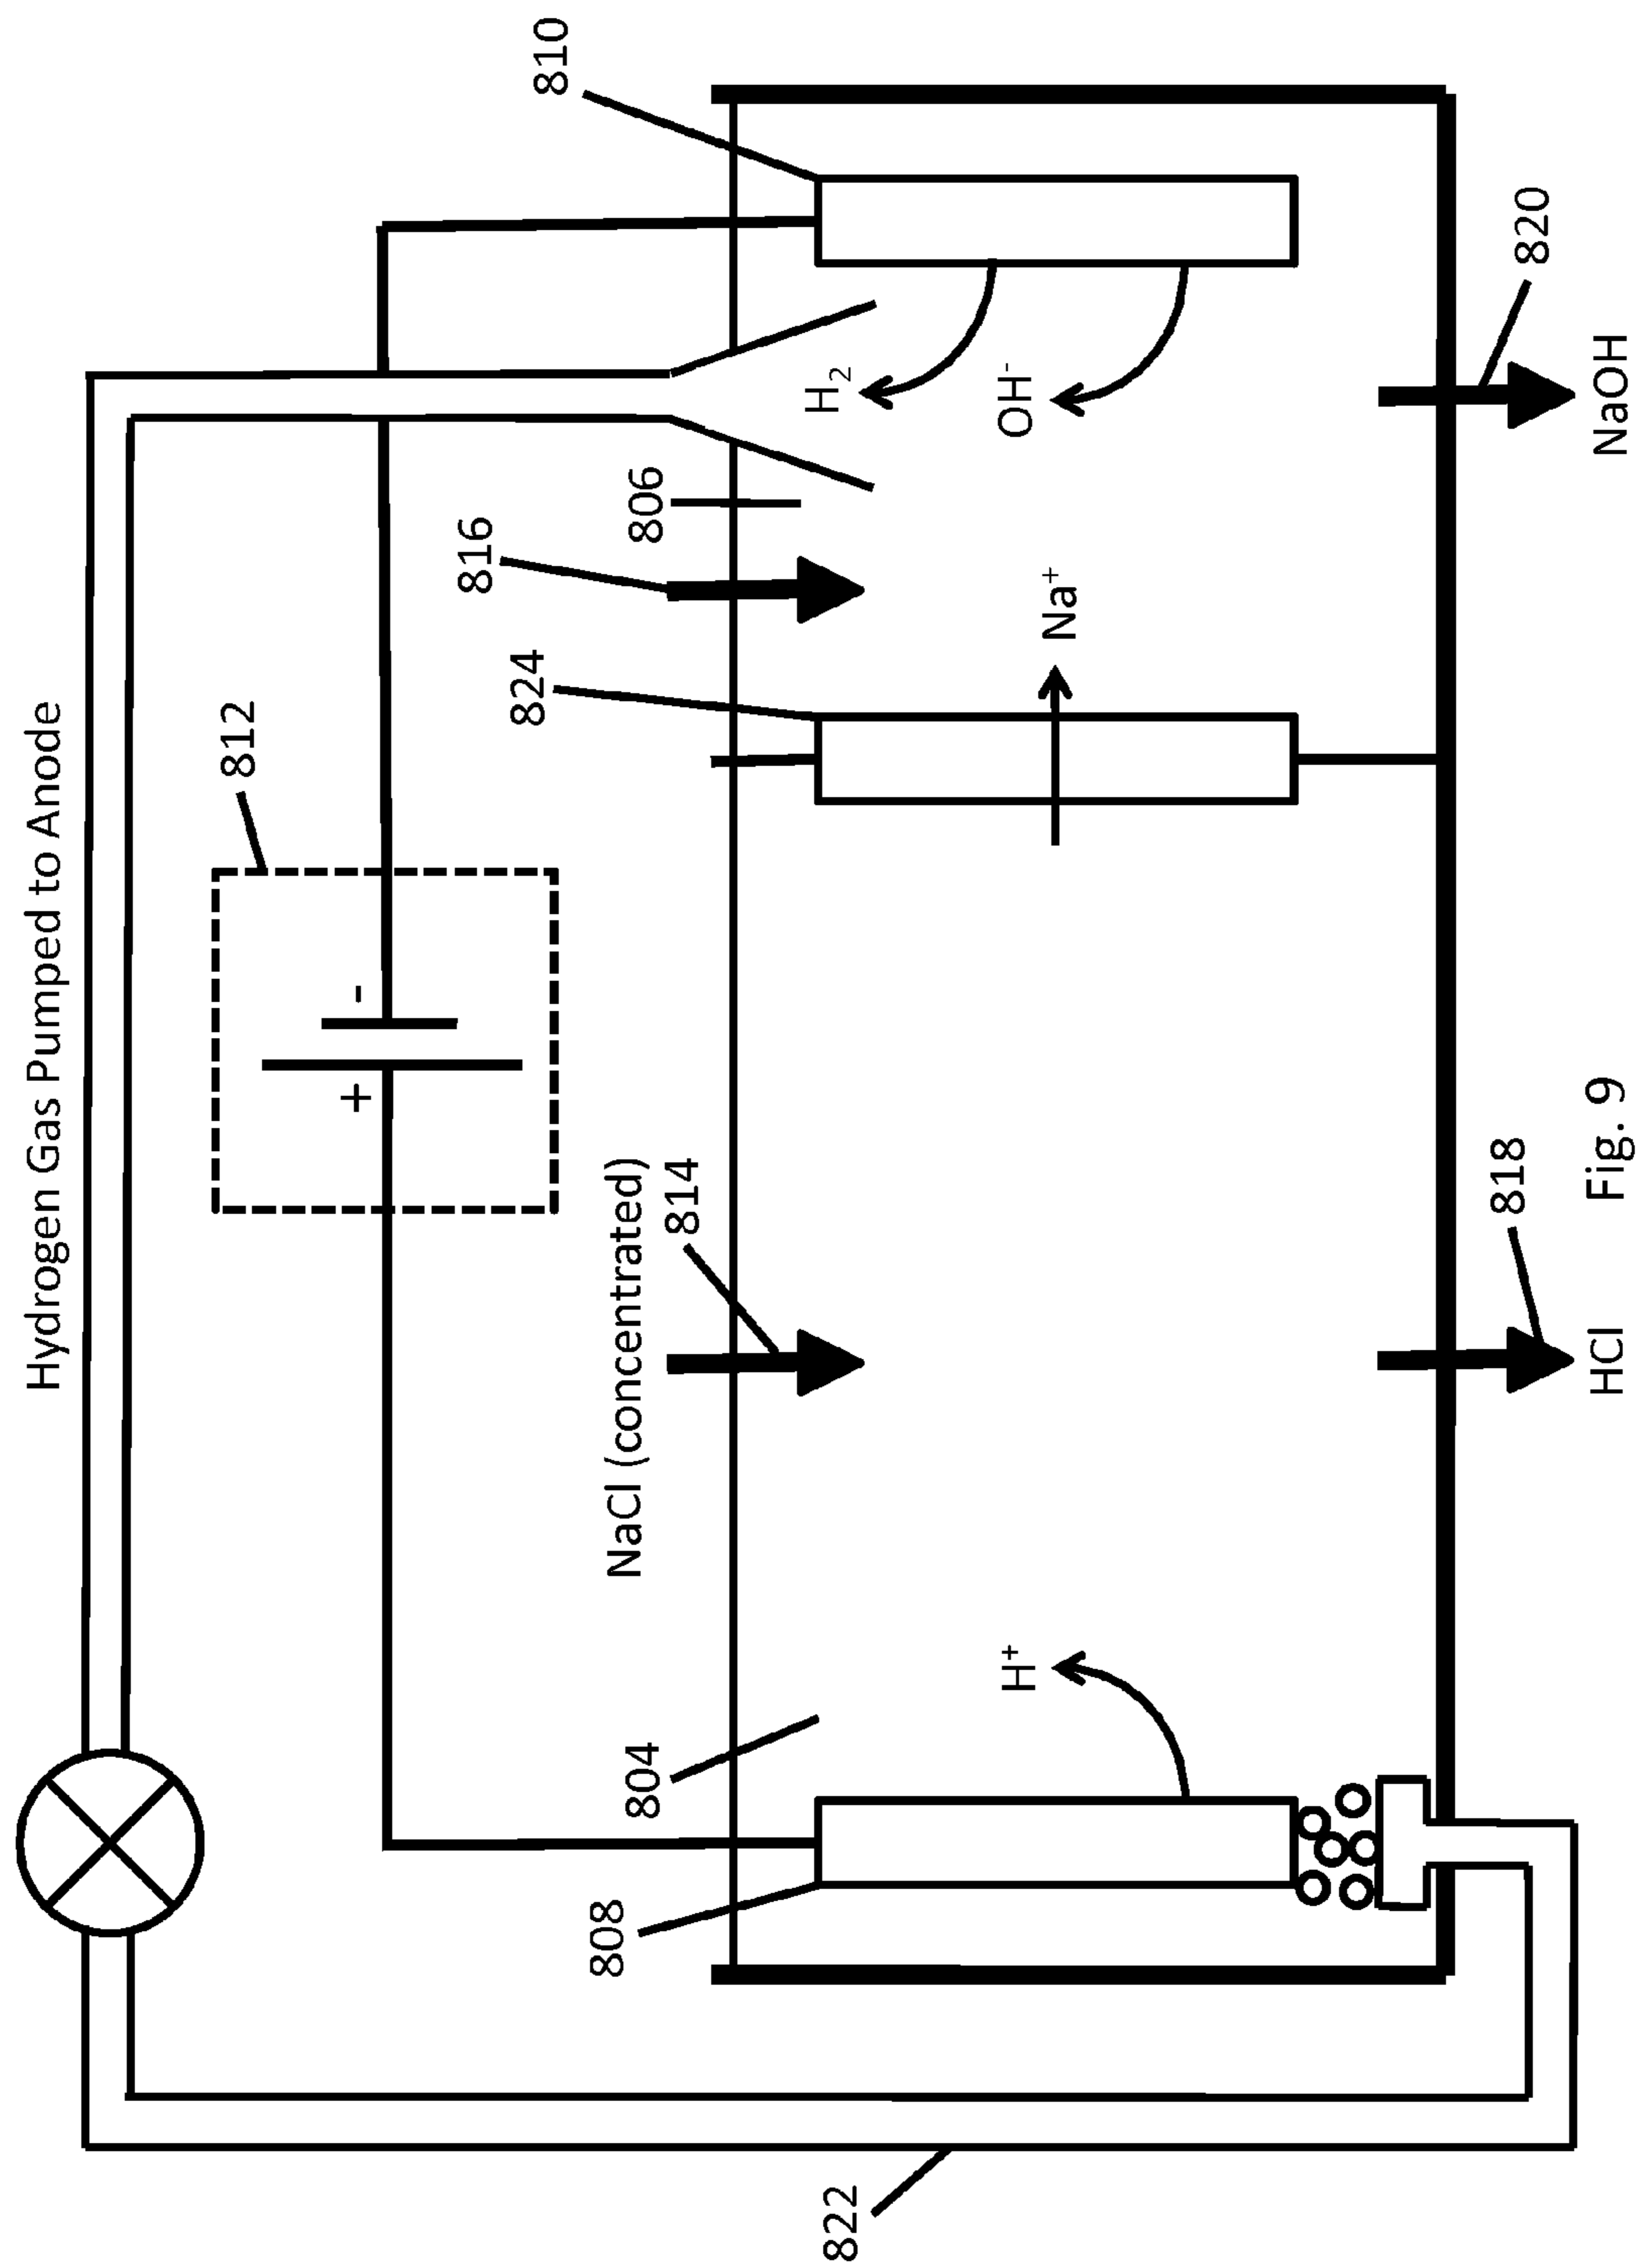 Hydrogen Gas Pumped to Anode
812
+ -
810
816
824
806
NaCl (concentrated)
814
804
808
822
H⁺
Na⁺
H₂
OH⁻
818
820
HCl
NaOH
Fig. 9